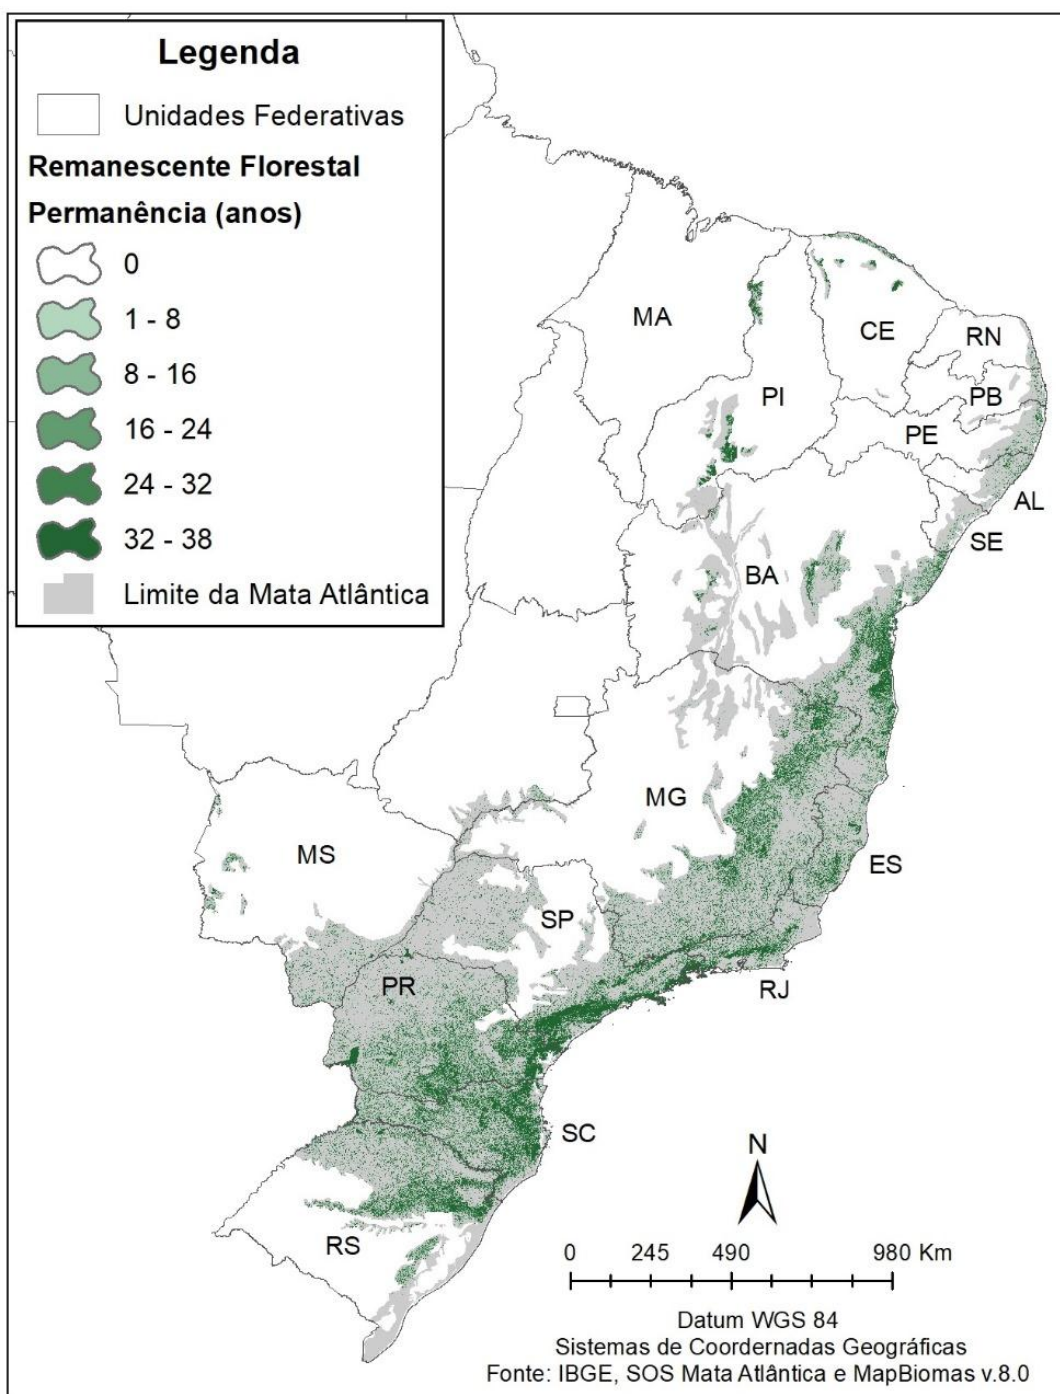 Legenda
Unidades Federativas
Remanescente Florestal
Permanência (anos)
0
1 - 8
8 - 16
16 - 24
24 - 32
32 - 38
Limite da Mata Atlântica
MA
CE
RN
PI
PB
PE
AL
SE
BA
MG
MS
ES
SP
PR
RJ
SC
RS
N
0 245 490 980 Km
Datum WGS 84
Sistemas de Coordernadas Geográficas
Fonte: IBGE, SOS Mata Atlântica e MapBiomas v.8.0